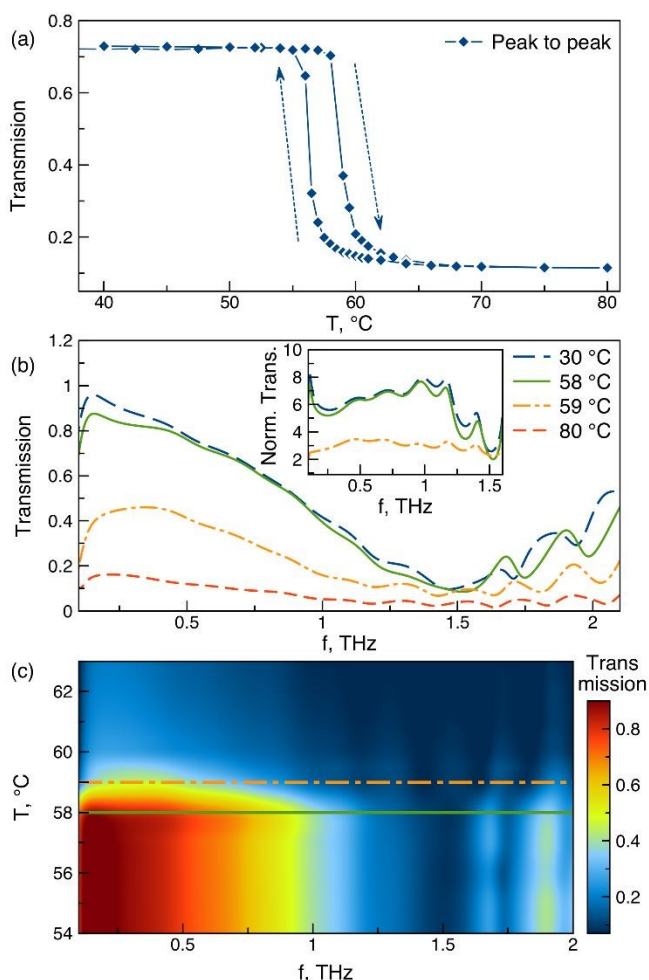 (a)
Peak to peak
Transmision
0.8
0.6
0.4
0.2
40 50 60 70 80
T, °C
(b)
Transmission
1.2
1
0.8
0.6
0.4
0.2
0
0.5 1 1.5 2
f, THz
Norm. Trans.
10
8
6
4
2
0.5 1 1.5
f, THz
30 °C
58 °C
59 °C
80 °C
(c)
T, °C
62
60
58
56
54
0.5 1 1.5 2
f, THz
Trans
mission
0.8
0.6
0.4
0.2